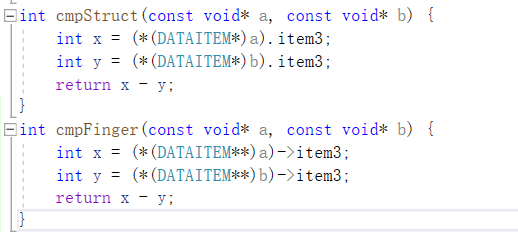 int cmpStruct(const void* a, const void* b) {
int x = (*(DATAITEM*)a).item3;
int y = (*(DATAITEM*)b).item3;
return x - y;
}
int cmpFinger(const void* a, const void* b) {
int x = (*(DATAITEM**)a)->item3;
int y = (*(DATAITEM**)b)->item3;
return x - y;
}